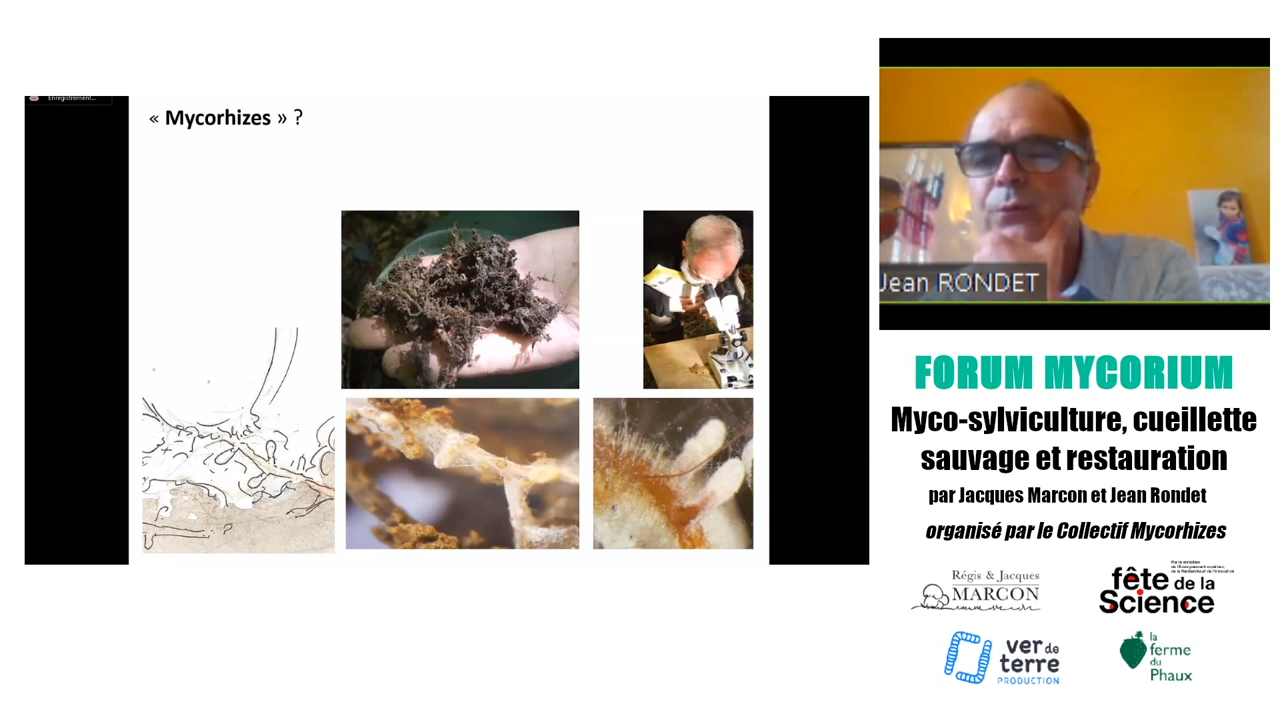 Enregistrement...
« Mycorhizes » ?
Jean RONDET
FORUM MYCORIUM
Myco-sylviculture, cueillette
sauvage et restauration
par Jacques Marcon et Jean Rondet
organisé par le Collectif Mycorhizes
Régis & Jacques
MARCON
fête de la
Science
ver de
terre
PRODUCTION
la
ferme
du
Phaux